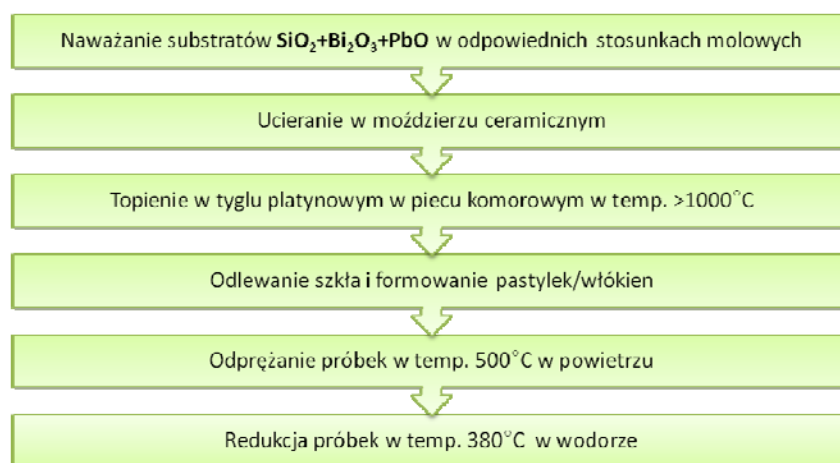 Naważanie substratów SiO₂+Bi₂O₃+PbO w odpowiednich stosunkach molowych
Ucieranie w moździerzu ceramicznym
Topienie w tyglu platynowym w piecu komorowym w temp. >1000°C
Odlewanie szkła i formowanie pastylek/włókien
Odprężanie próbek w temp. 500°C w powietrzu
Redukcja próbek w temp. 380°C w wodorze